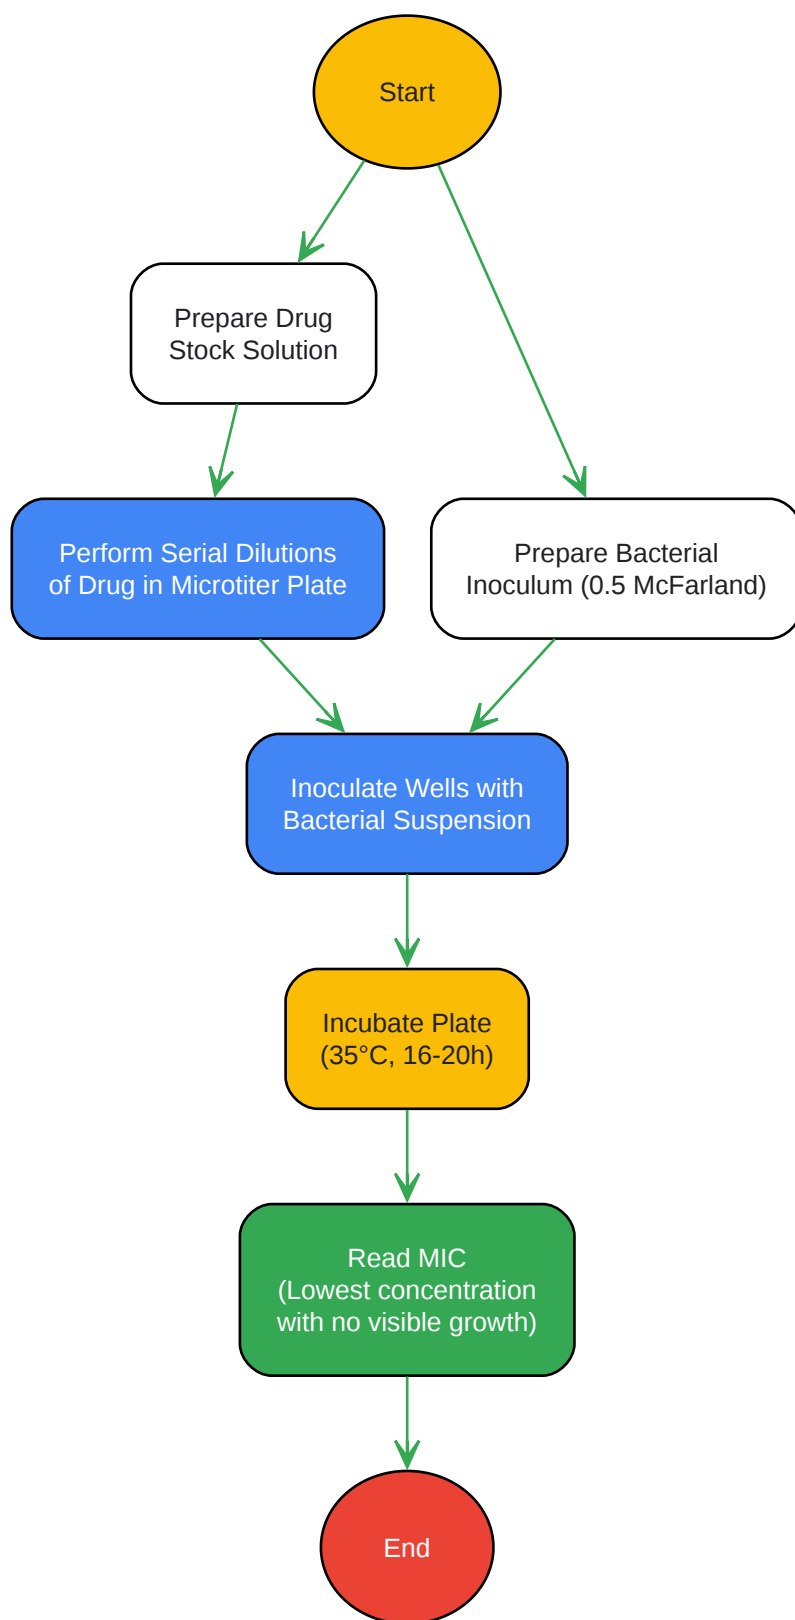 Start
Prepare Drug
Stock Solution
Perform Serial Dilutions
of Drug in Microtiter Plate
Prepare Bacterial
Inoculum (0.5 McFarland)
Inoculate Wells with
Bacterial Suspension
Incubate Plate
(35°C, 16-20h)
Read MIC
(Lowest concentration
with no visible growth)
End